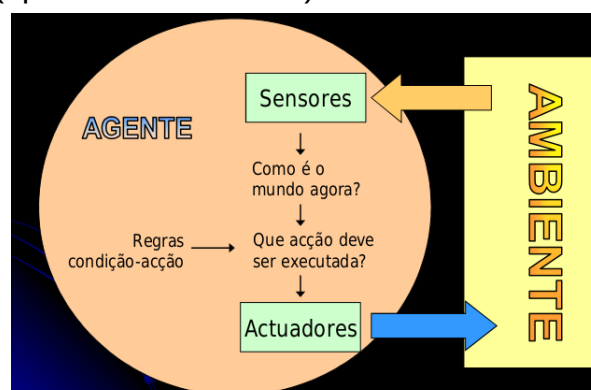 AGENTE
Sensores
Como é o
mundo agora?
Regras
condição-acção
Que acção deve
ser executada?
Actuadores
AMBIENTE